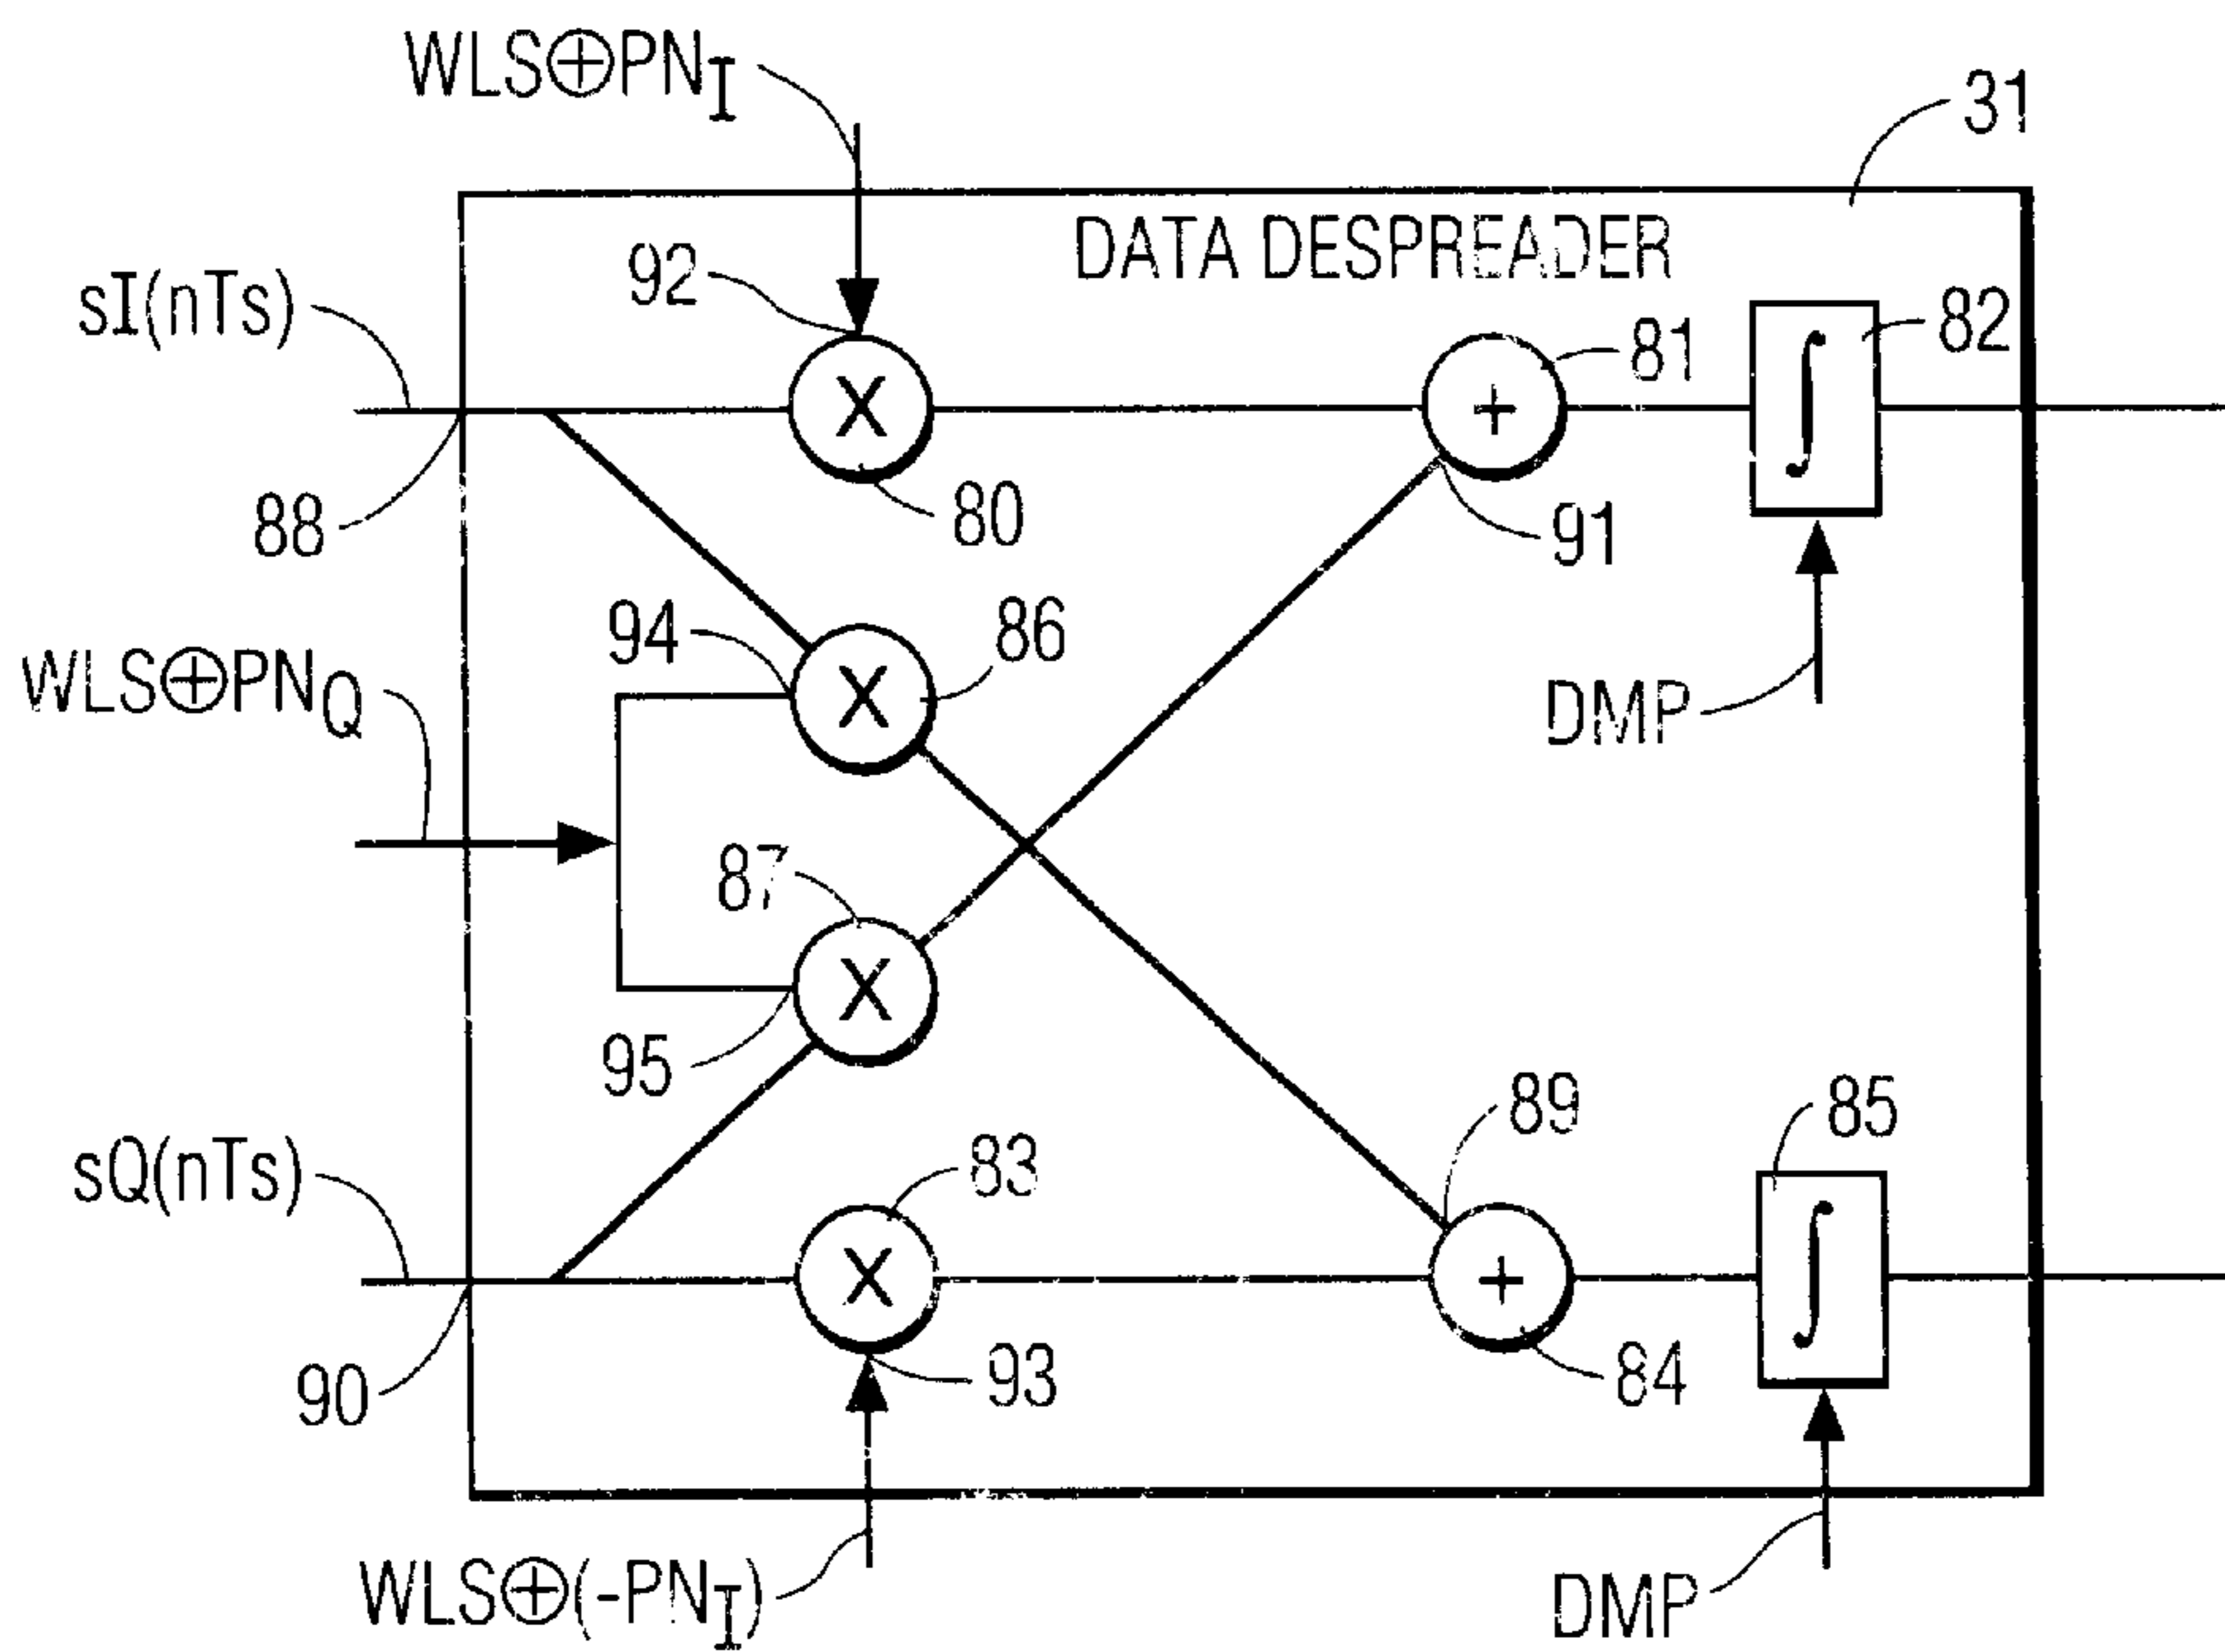 WLS⊕PN_I
31
DATA DESPREADER
92
sI(nTs)
82
81
X
+
∫
88
80
91
94
86
WLS⊕PN_Q
X
DMP
87
X
95
89
85
sQ(nTs)
83
X
+
∫
90
93
84
WLS⊕(-PN_I)
DMP